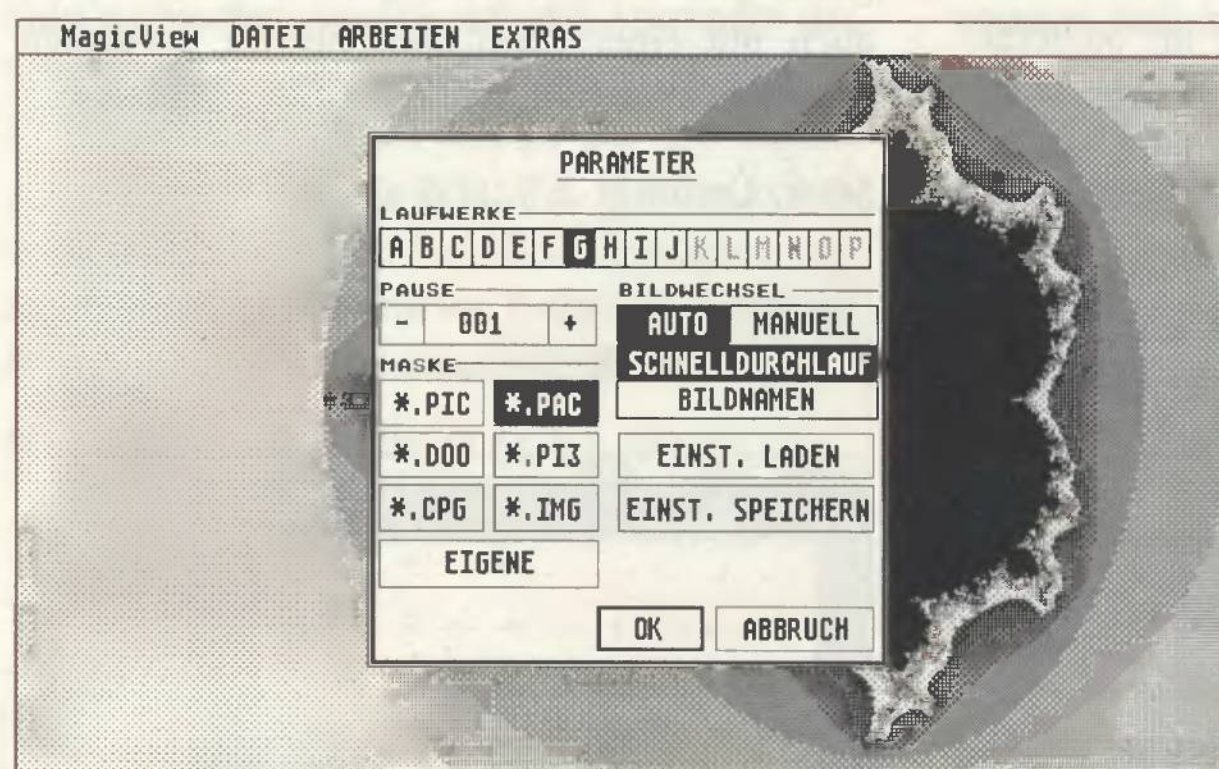 MagicView DATEI ARBEITEN EXTRAS
PARAMETER
LAUFWERKE
A B C D E F G H I J K L M N O P
PAUSE
- 001 +
BILDWECHSEL
AUTO MANUELL
SCHNELLDURCHLAUF
BILDNAMEN
MASKE
*.PIC *.PAC
*.DOO *.PI3
*.CPG *.IMG
EIGENE
EINST. LADEN
EINST. SPEICHERN
OK ABBRUCH